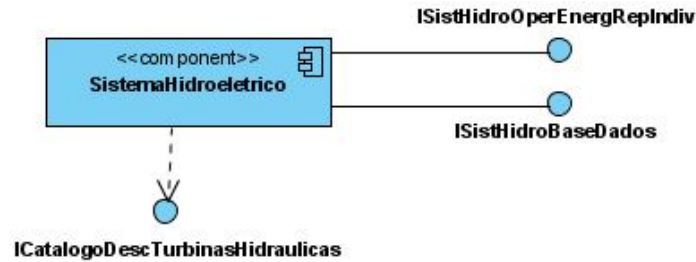 ISistHidroOperEnergRepIndiv
<<component>>
SistemaHidroeletrico
ISistHidroBaseDados
ICatalogoDescTurbinasHidraulicas